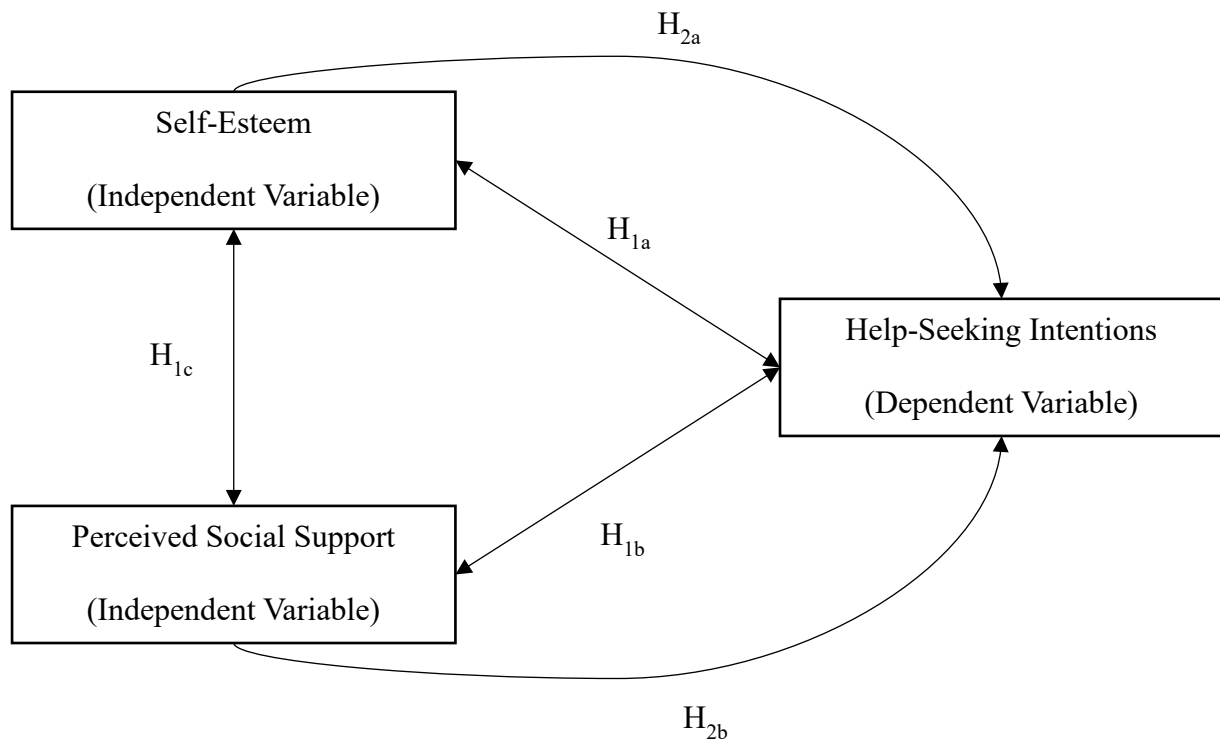 H2a
Self-Esteem
(Independent Variable)
H1a
Help-Seeking Intentions
(Dependent Variable)
H1c
Perceived Social Support
(Independent Variable)
H1b
H2b